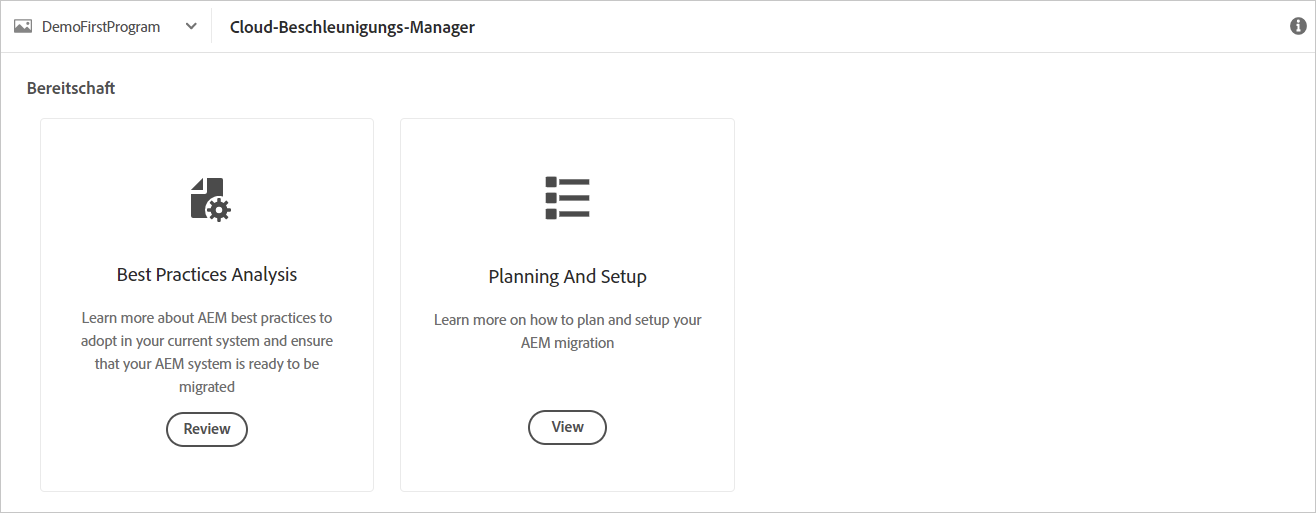 DemoFirstProgram
Cloud-Beschleunigungs-Manager
Bereitschaft
Best Practices Analysis
Learn more about AEM best practices to
adopt in your current system and ensure
that your AEM system is ready to be
migrated
Review
Planning And Setup
Learn more on how to plan and setup your
AEM migration
View